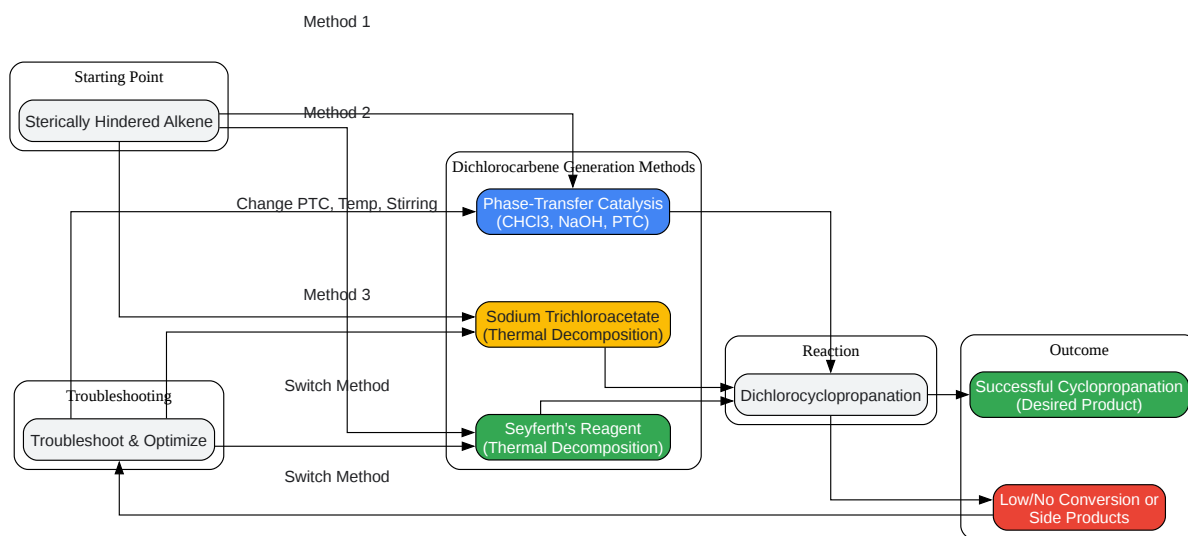 Method 1
Starting Point
Sterically Hindered Alkene
Method 2
Dichlorocarbene Generation Methods
Phase-Transfer Catalysis
(CHCl3, NaOH, PTC)
Change PTC, Temp, Stirring
Method 3
Sodium Trichloroacetate
(Thermal Decomposition)
Reaction
Dichlorocyclopropanation
Outcome
Successful Cyclopropanation
(Desired Product)
Troubleshooting
Troubleshoot & Optimize
Switch Method
Seyferth's Reagent
(Thermal Decomposition)
Switch Method
Low/No Conversion or
Side Products